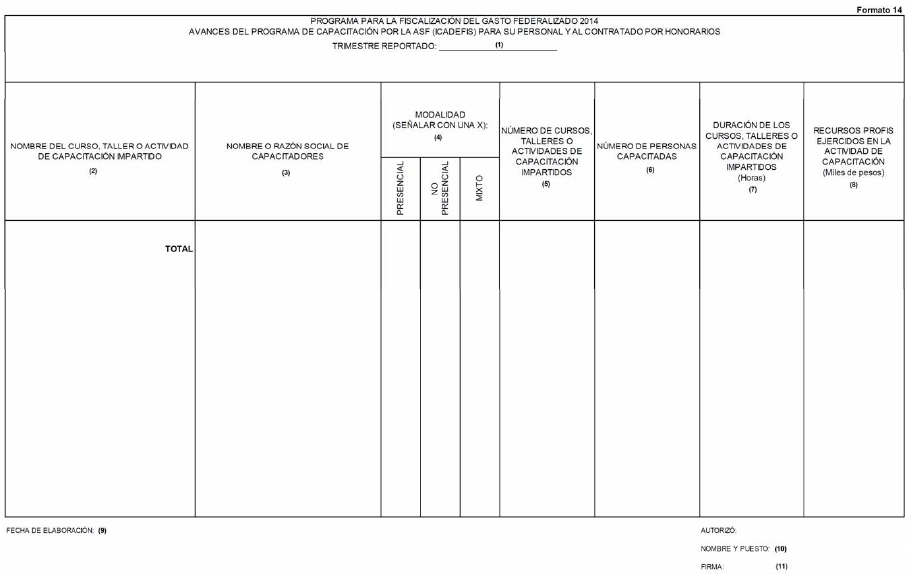 Formato 14
PROGRAMA PARA LA FISCALIZACIÓN DEL GASTO FEDERALIZADO 2014
AVANCES DEL PROGRAMA DE CAPACITACIÓN POR LA ASF (ICADEFIS) PARA SU PERSONAL Y AL CONTRATADO POR HONORARIOS
TRIMESTRE REPORTADO: (1)
NOMBRE DEL CURSO, TALLER O ACTIVIDAD
DE CAPACITACIÓN IMPARTIDO
(2)
NOMBRE O RAZÓN SOCIAL DE
CAPACITADORES
(3)
MODALIDAD
(SEÑALAR CON UNA X):
(4)
PRESENCIAL
NO
PRESENCIAL
MIXTO
NÚMERO DE CURSOS,
TALLERES O
ACTIVIDADES DE
CAPACITACIÓN
IMPARTIDOS
(5)
NÚMERO DE PERSONAS
CAPACITADAS
(6)
DURACIÓN DE LOS
CURSOS, TALLERES O
ACTIVIDADES DE
CAPACITACIÓN
IMPARTIDOS
(Horas)
(7)
RECURSOS PROFIS
EJERCIDOS EN LA
ACTIVIDAD DE
CAPACITACIÓN
(Miles de pesos)
(8)
TOTAL
FECHA DE ELABORACIÓN: (9)
AUTORIZÓ:
NOMBRE Y PUESTO: (10)
FIRMA: (11)